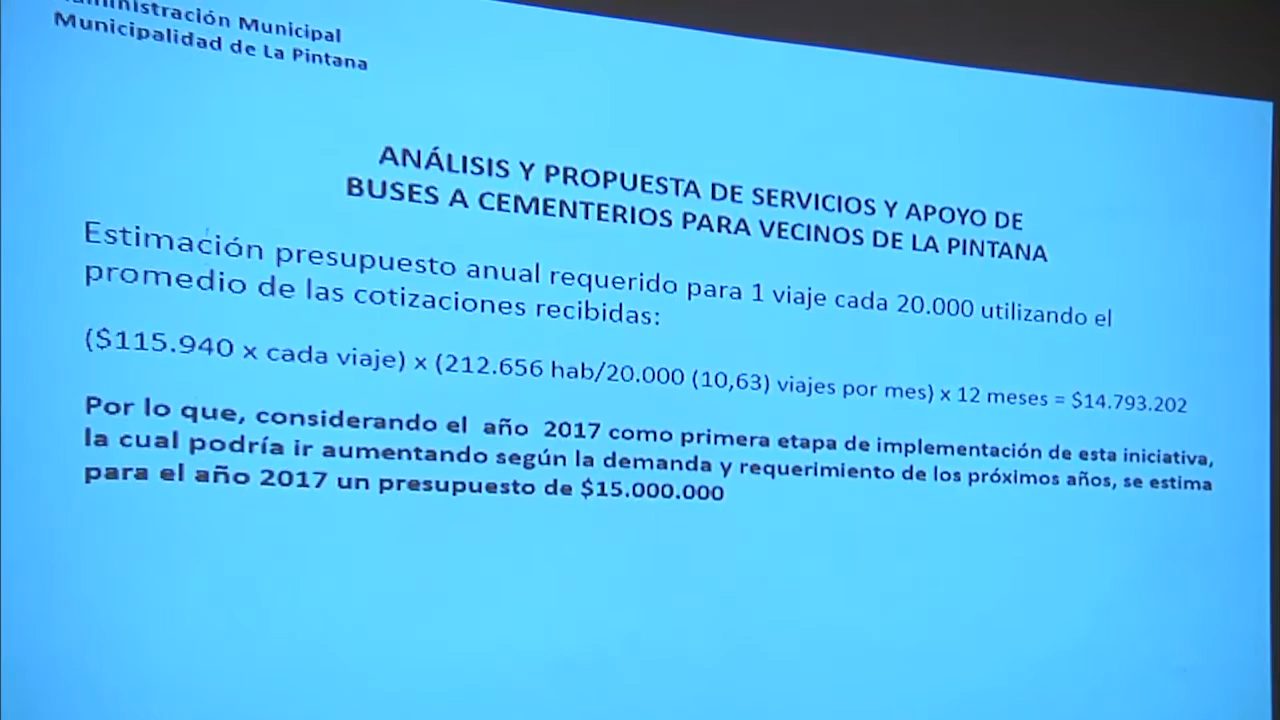 Administración Municipal
Municipalidad de La Pintana
ANÁLISIS Y PROPUESTA DE SERVICIOS Y APOYO DE
BUSES A CEMENTERIOS PARA VECINOS DE LA PINTANA
Estimación presupuesto anual requerido para 1 viaje cada 20.000 utilizando el
promedio de las cotizaciones recibidas:
($115.940 x cada viaje) x (212.656 hab/20.000 (10,63) viajes por mes) x 12 meses = $14.793.202
Por lo que, considerando el año 2017 como primera etapa de implementación de esta iniciativa,
la cual podría ir aumentando según la demanda y requerimiento de los próximos años, se estima
para el año 2017 un presupuesto de $15.000.000